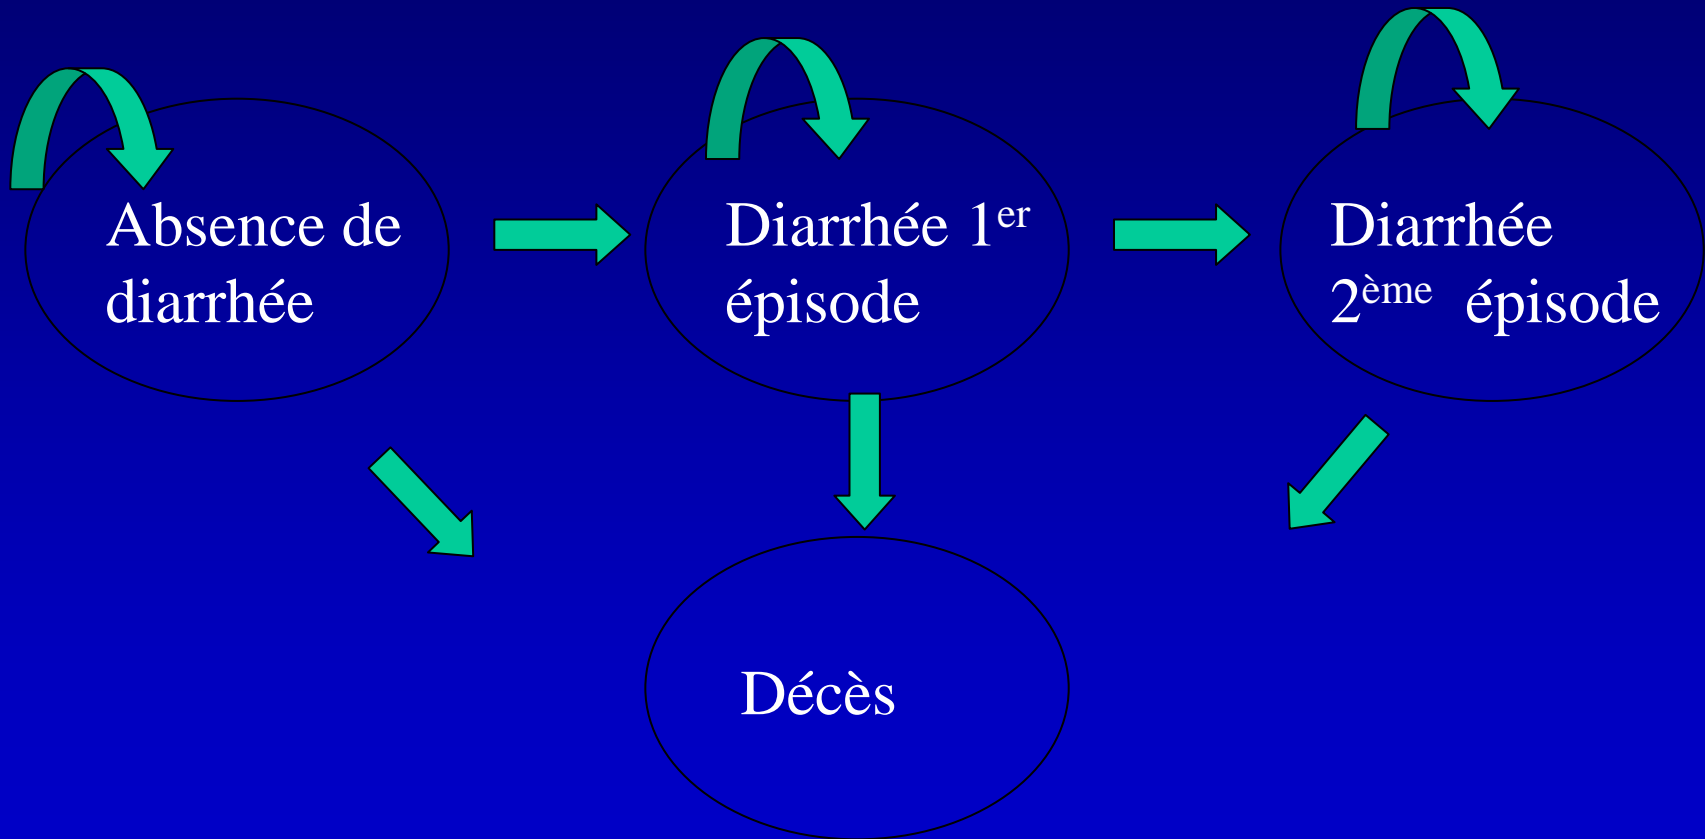 Absence de
diarrhée
Diarrhée 1er
épisode
Diarrhée
2ème épisode
Décès